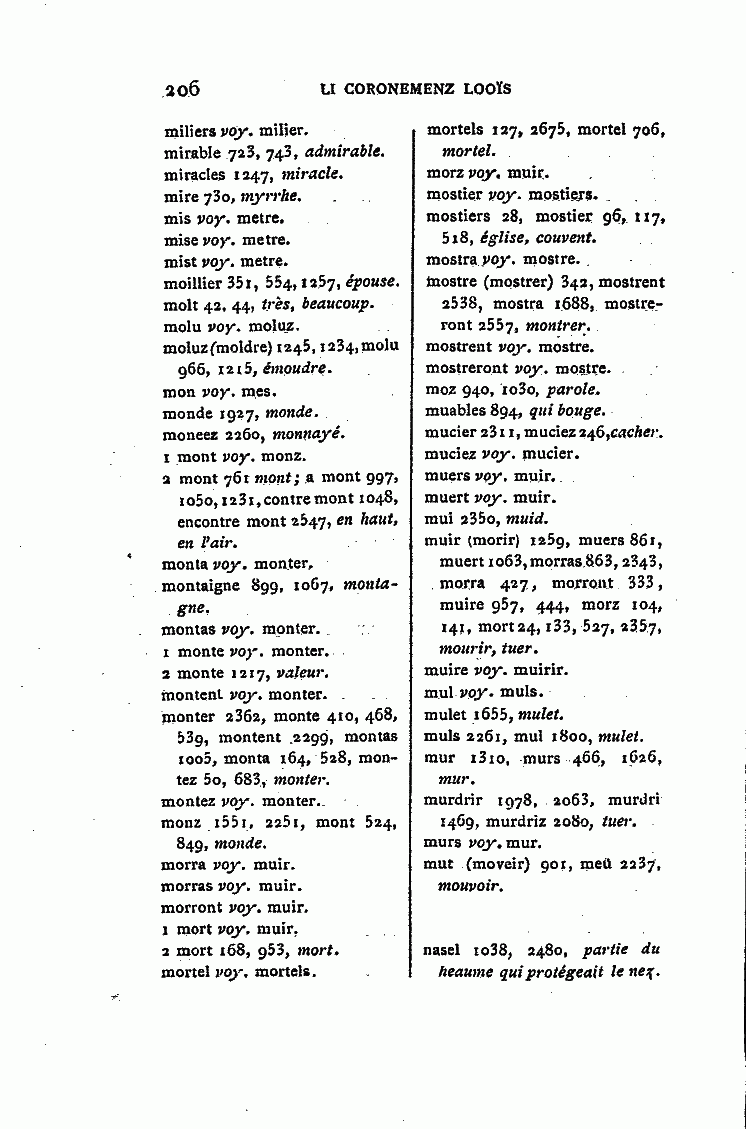 206 LI CORONEMENZ LOOÏS
miliers voy. milier.
mirable 723, 743, admirable.
miracles 1247, miracle.
mire 730, myrrhe.
mis voy. metre.
mise voy. metre.
mist voy. metre.
moillier 351, 554, 1257, épouse.
molt 42, 44, très, beaucoup.
molu voy. moluz.
moluz (moldre) 1245, 1234, molu
966, 1215, émoudre.
mon voy. mes.
monde 1927, monde.
moneez 2260, monnayé.
1 mont voy. monz.
2 mont 761 mont; a mont 997,
1050, 1231, contre mont 1048,
encontre mont 2547, en haut,
en l'air.
monta voy. monter.
montaigne 899, 1067, monta-
gne.
montas voy. monter.
1 monte voy. monter.
2 monte 1217, valeur.
montent voy. monter.
monter 2362, monte 410, 468,
539, montent 2299, montas
1005, monta 164, 528, mon-
tez 50, 683, monter.
montez voy. monter.
monz 1551, 2251, mont 524,
849, monde.
morra voy. muir.
morras voy. muir.
morront voy. muir.
1 mort voy. muir.
2 mort 168, 953, mort.
mortel voy. mortels.
mortels 127, 2675, mortel 706,
mortel.
morz voy. muir.
mostier voy. mostiers.
mostiers 28, mostier 96, 117,
518, église, couvent.
mostra voy. mostre.
mostre (mostrer) 342, mostrent
2538, mostra 1688, mostre-
ront 2557, montrer.
mostrent voy. mostre.
mostreront voy. mostre.
moz 940, 1030, parole.
muables 894, qui bouge.
mucier 2311, muciez 246, cacher.
muciez voy. mucier.
muers voy. muir.
muert voy. muir.
mui 2350, muid.
muir (morir) 1259, muers 861,
muert 1063, morras 863, 2343,
morra 427, morront 333,
muire 957, 444, morz 104,
141, mort 24, 133, 527, 2357,
mourir, tuer.
muire voy. muirir.
mul voy. muls.
mulet 1655, mulet.
muls 2261, mul 1800, mulet.
mur 1310, murs 466, 1626,
mur.
murdrir 1978, 2063, murdri
1469, murdriz 2080, tuer.
murs voy. mur.
mut (moveir) 901, meü 2237,
mouvoir.
nasel 1038, 2480, partie du
heaume qui protégeait le nez.